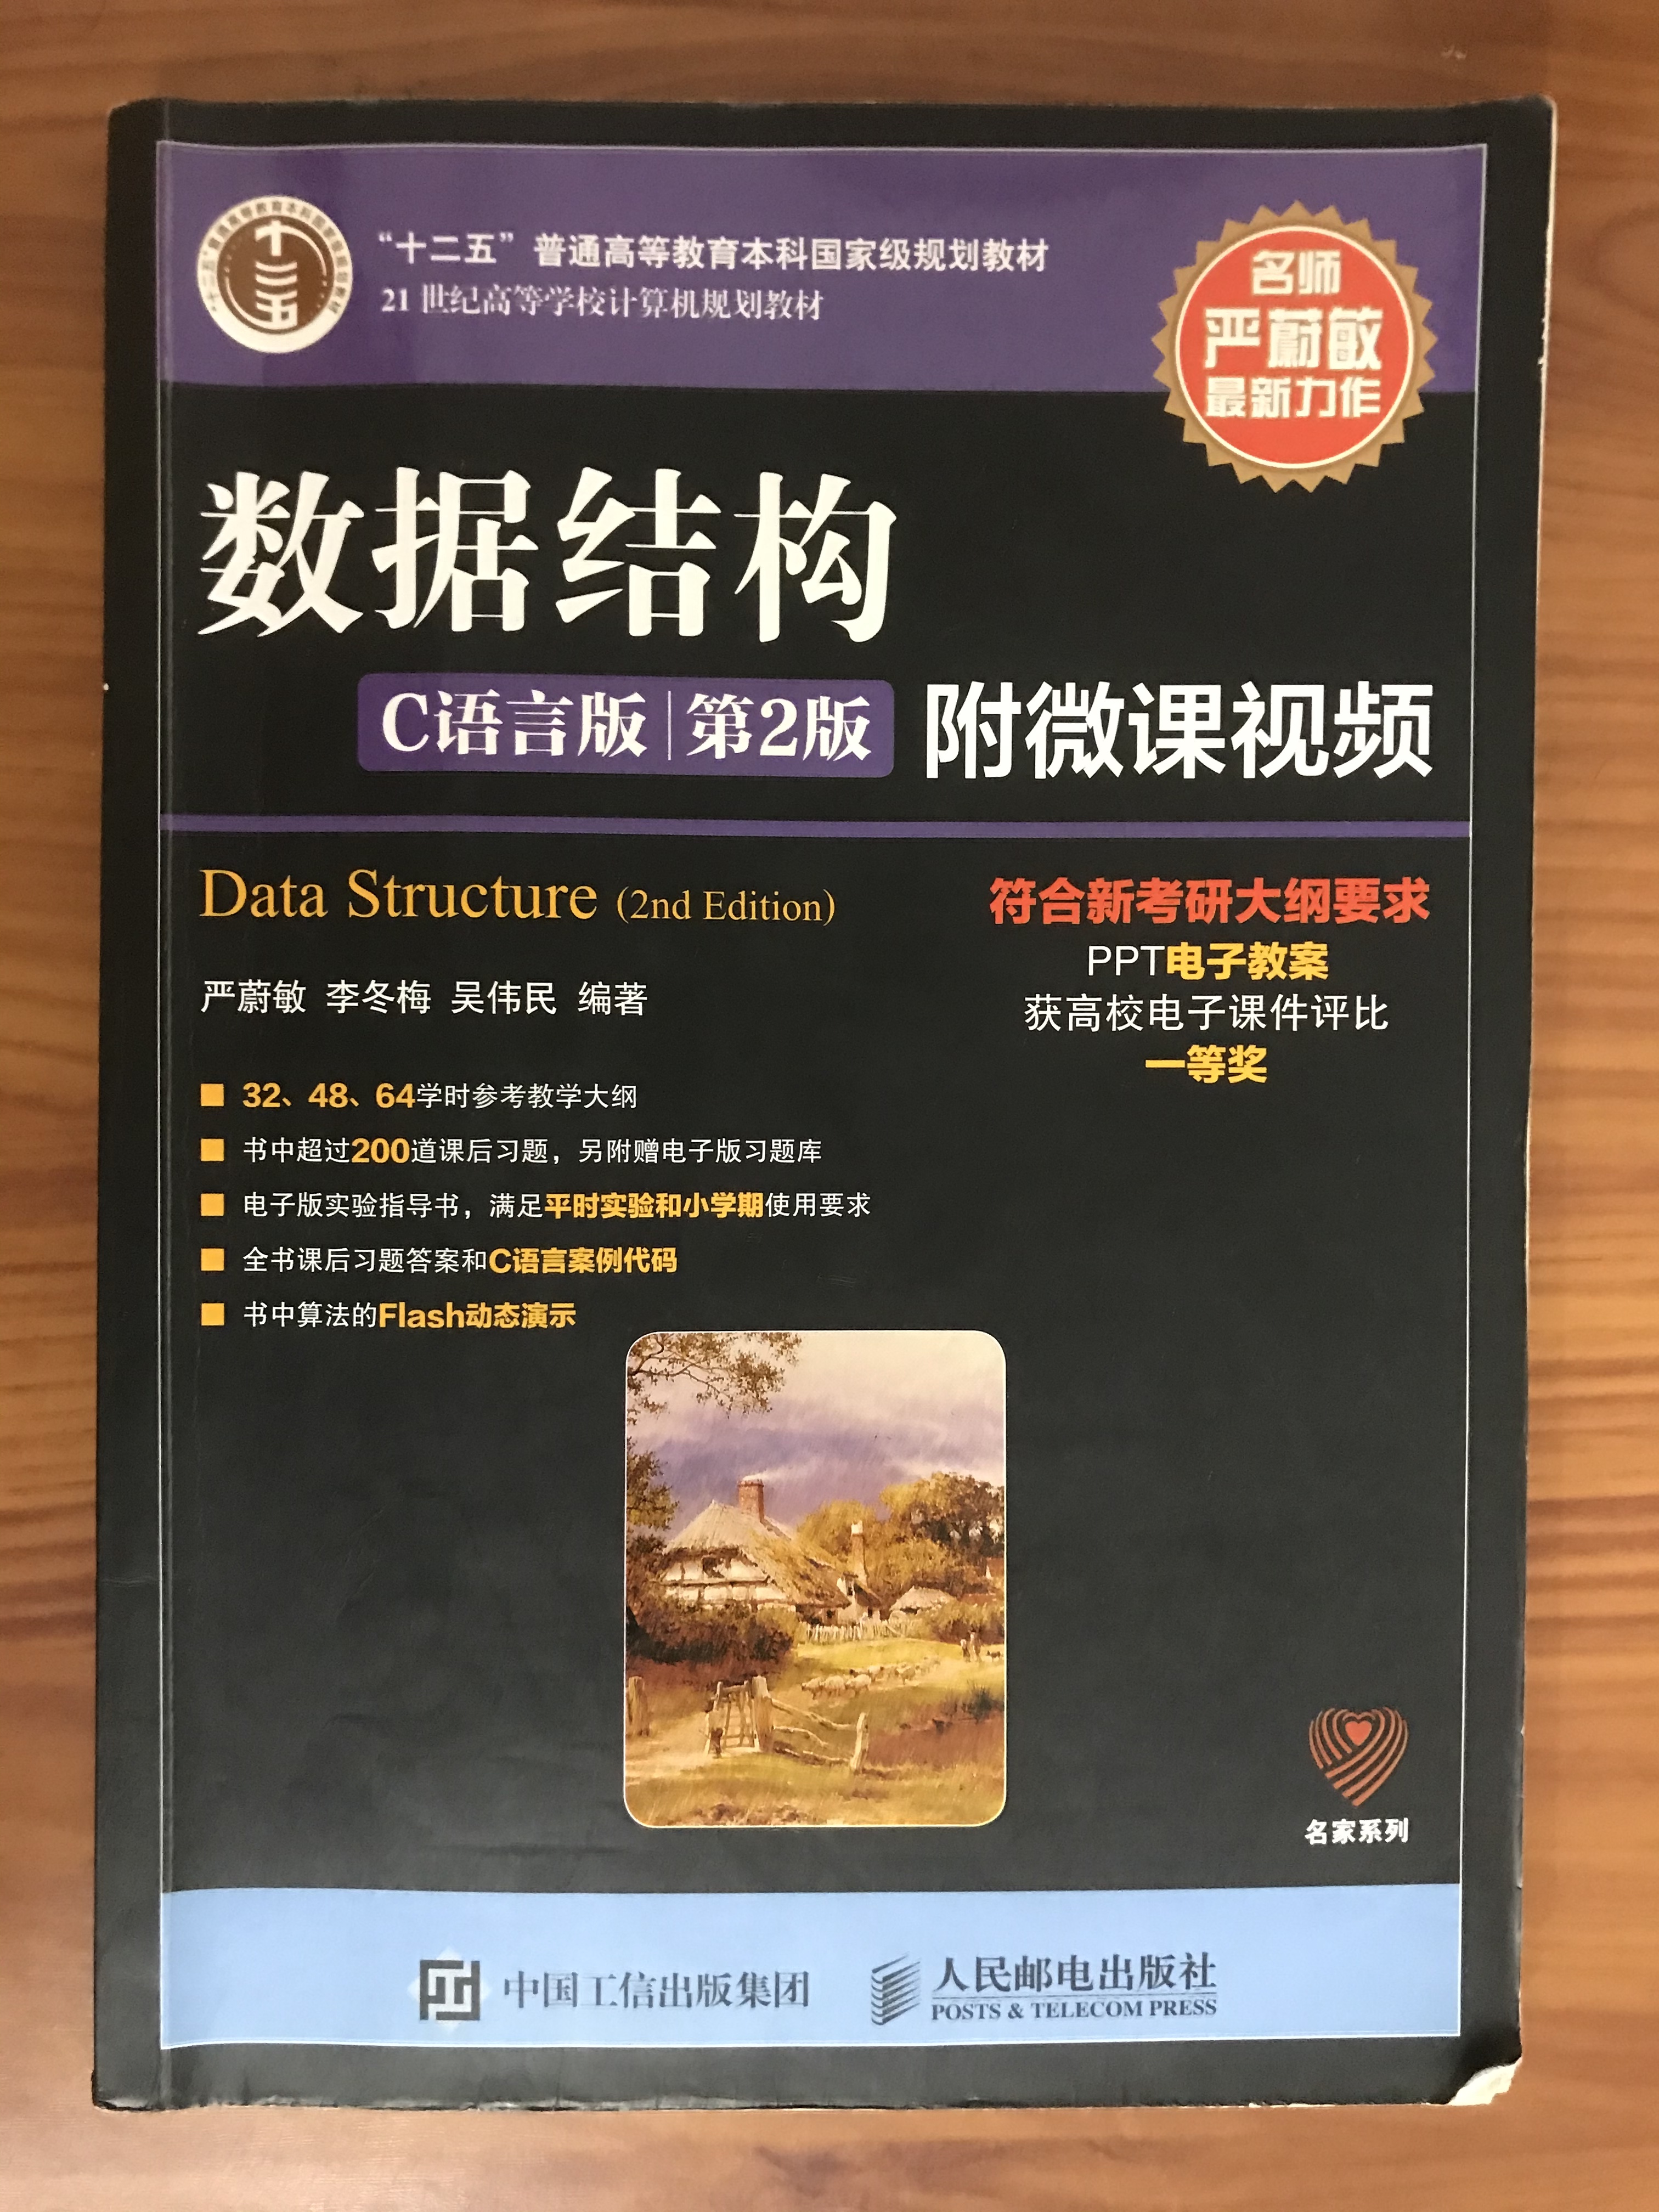 “十二五”普通高等教育本科国家级规划教材
21世纪高等学校计算机规划教材
十二五
名师
严蔚敏
最新力作
数据结构
C语言版|第2版
附微课视频
Data Structure (2nd Edition)
严蔚敏 李冬梅 吴伟民 编著
符合新考研大纲要求
PPT电子教案
获高校电子课件评比
一等奖
32、48、64学时参考教学大纲
书中超过200道课后习题，另附赠电子版习题库
电子版实验指导书，满足平时实验和小学期使用要求
全书课后习题答案和C语言案例代码
书中算法的Flash动态演示
名家系列
中国工信出版集团
人民邮电出版社
POSTS & TELECOM PRESS